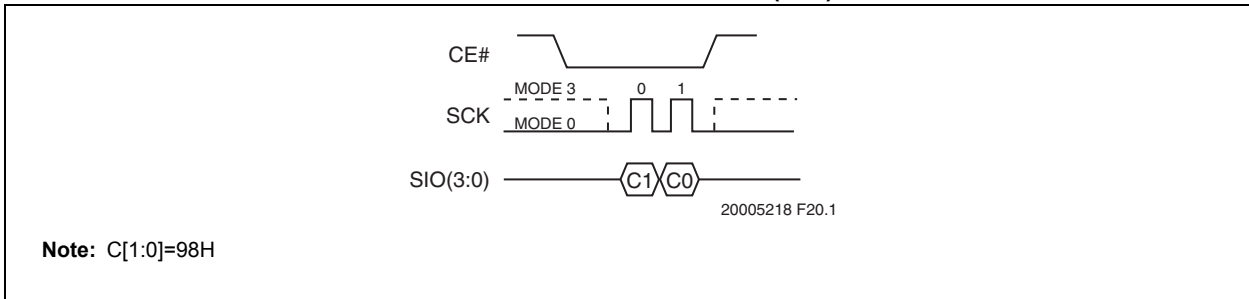 CE#
MODE 3 0 1
SCK
MODE 0
SIO(3:0) C1 C0
20005218 F20.1
Note: C[1:0]=98H